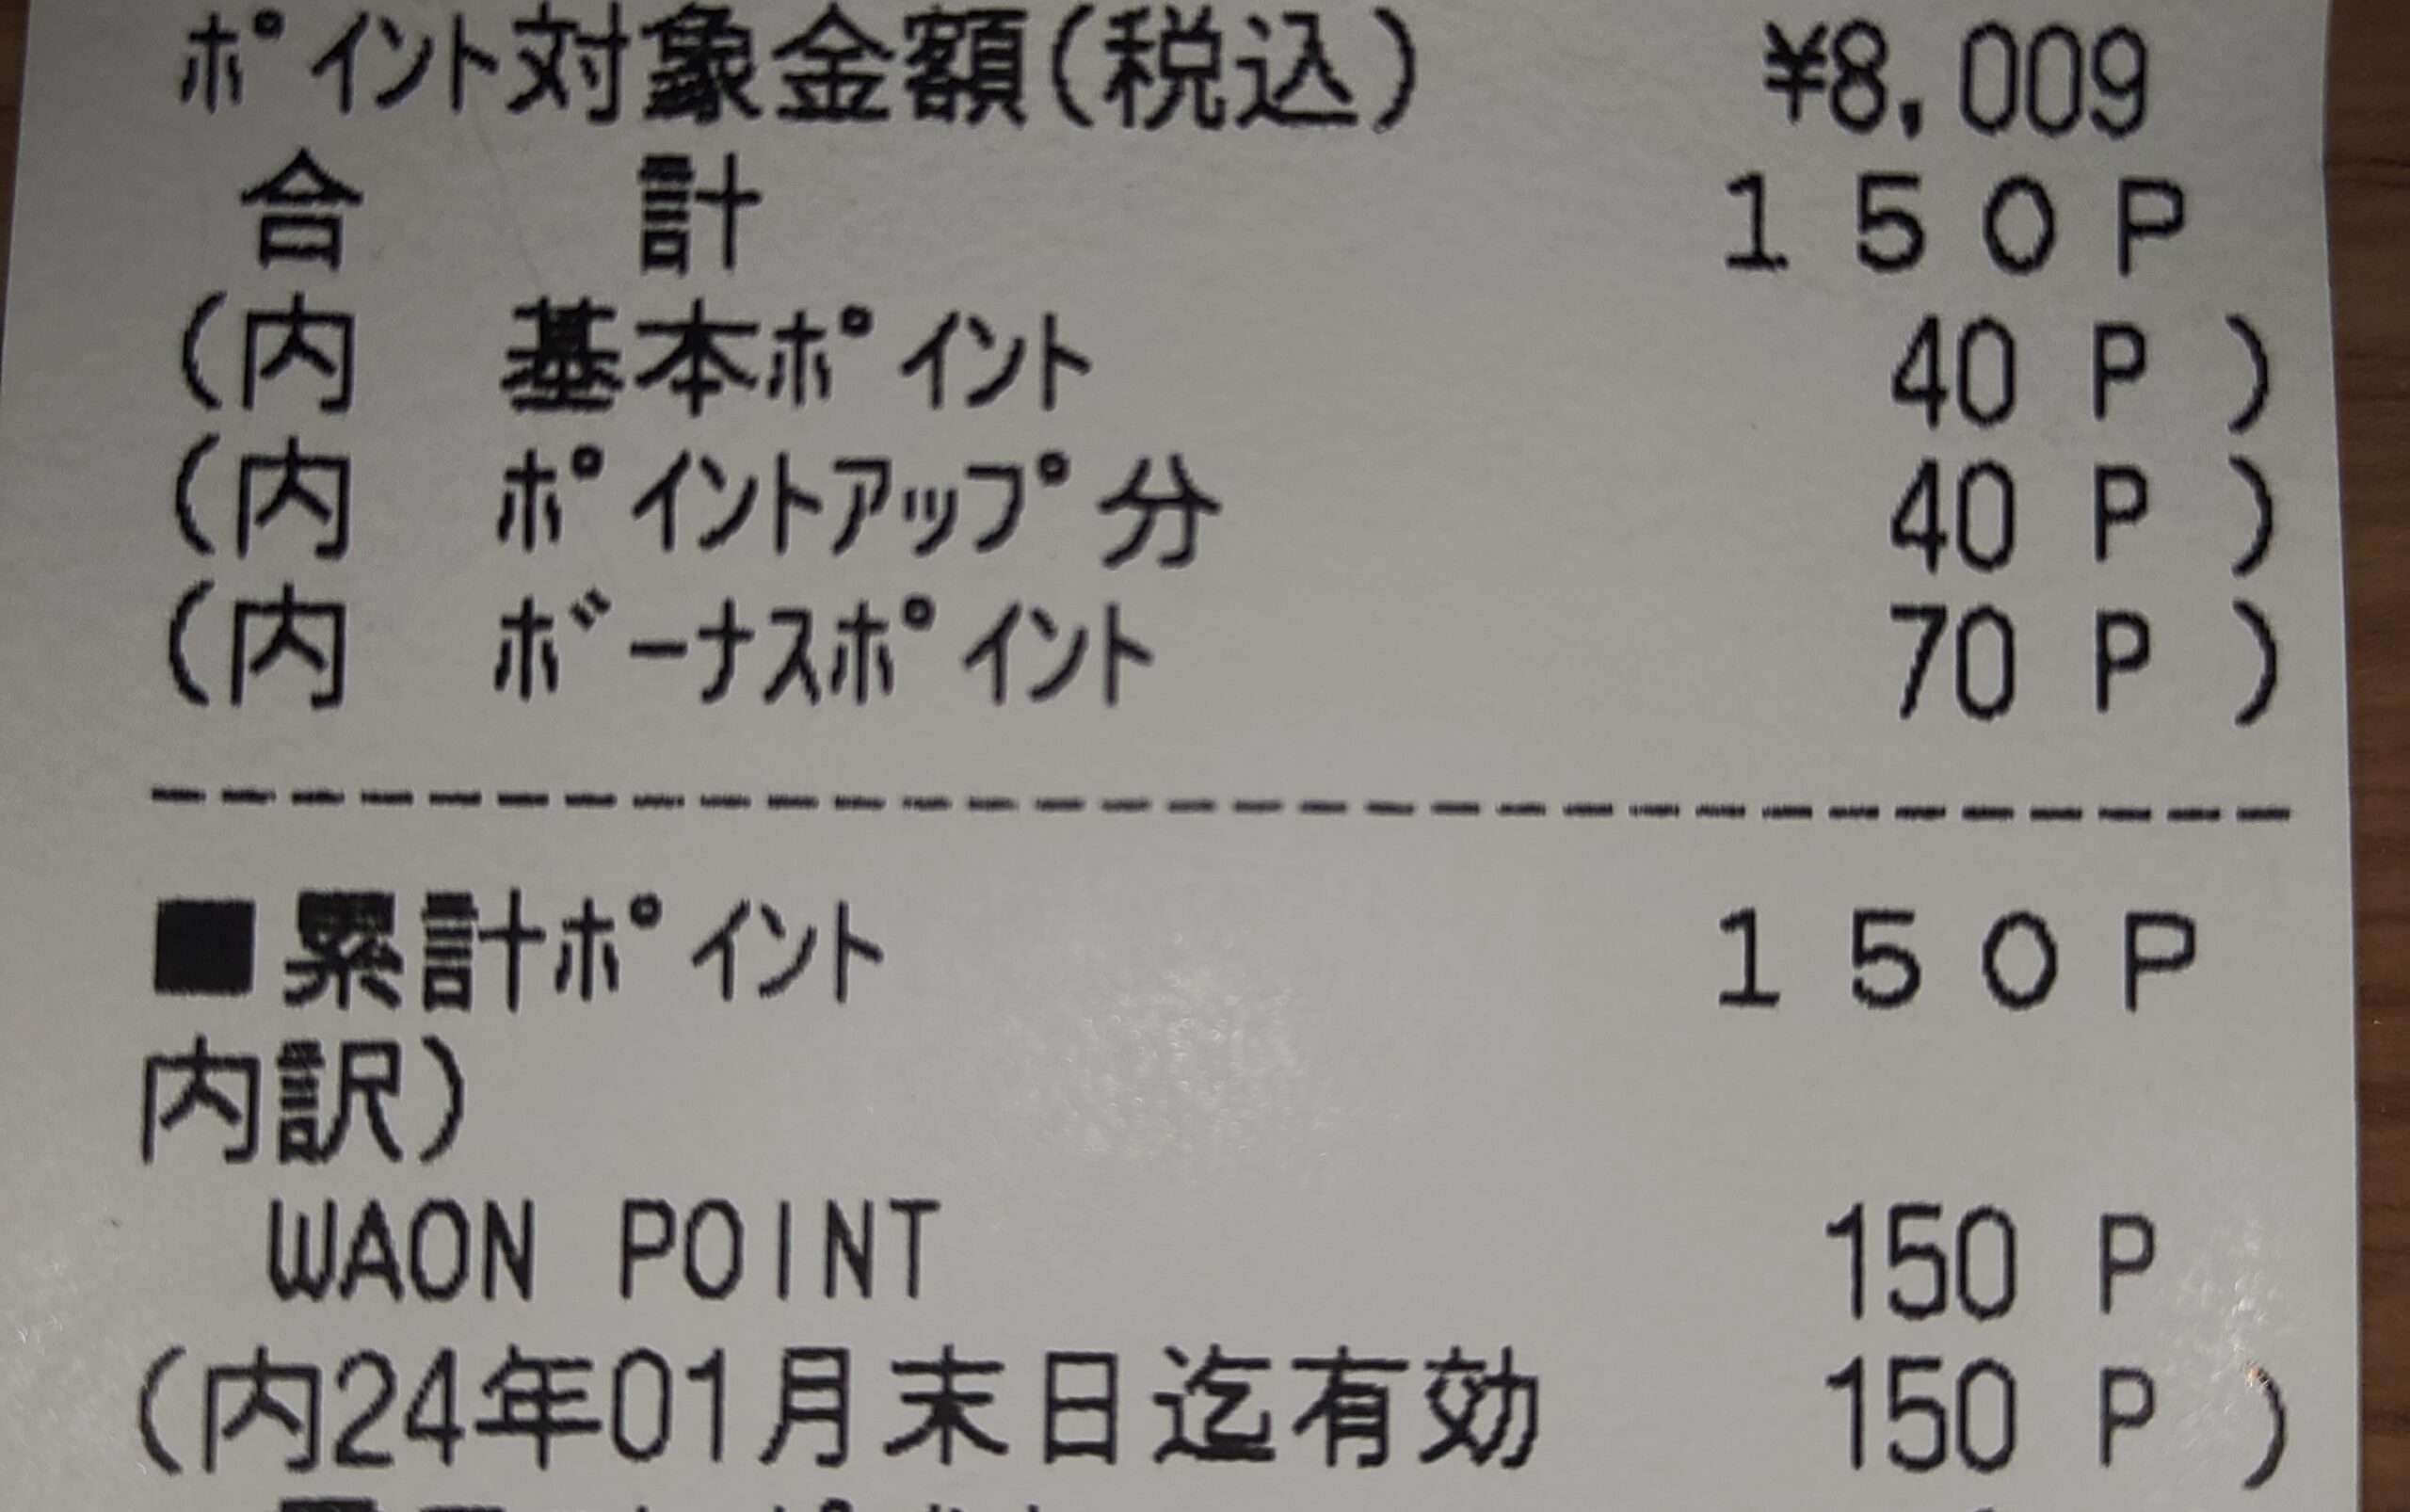 ポイント対象金額(税込) ¥8,009
合 計 150P
(内 基本ポイント 40 P )
(内 ポイントアップ分 40 P )
(内 ボーナスポイント 70 P )
--------------------------------
■累計ポイント 150P
内訳)
WAON POINT 150 P
(内24年01月末日迄有効 150 P )